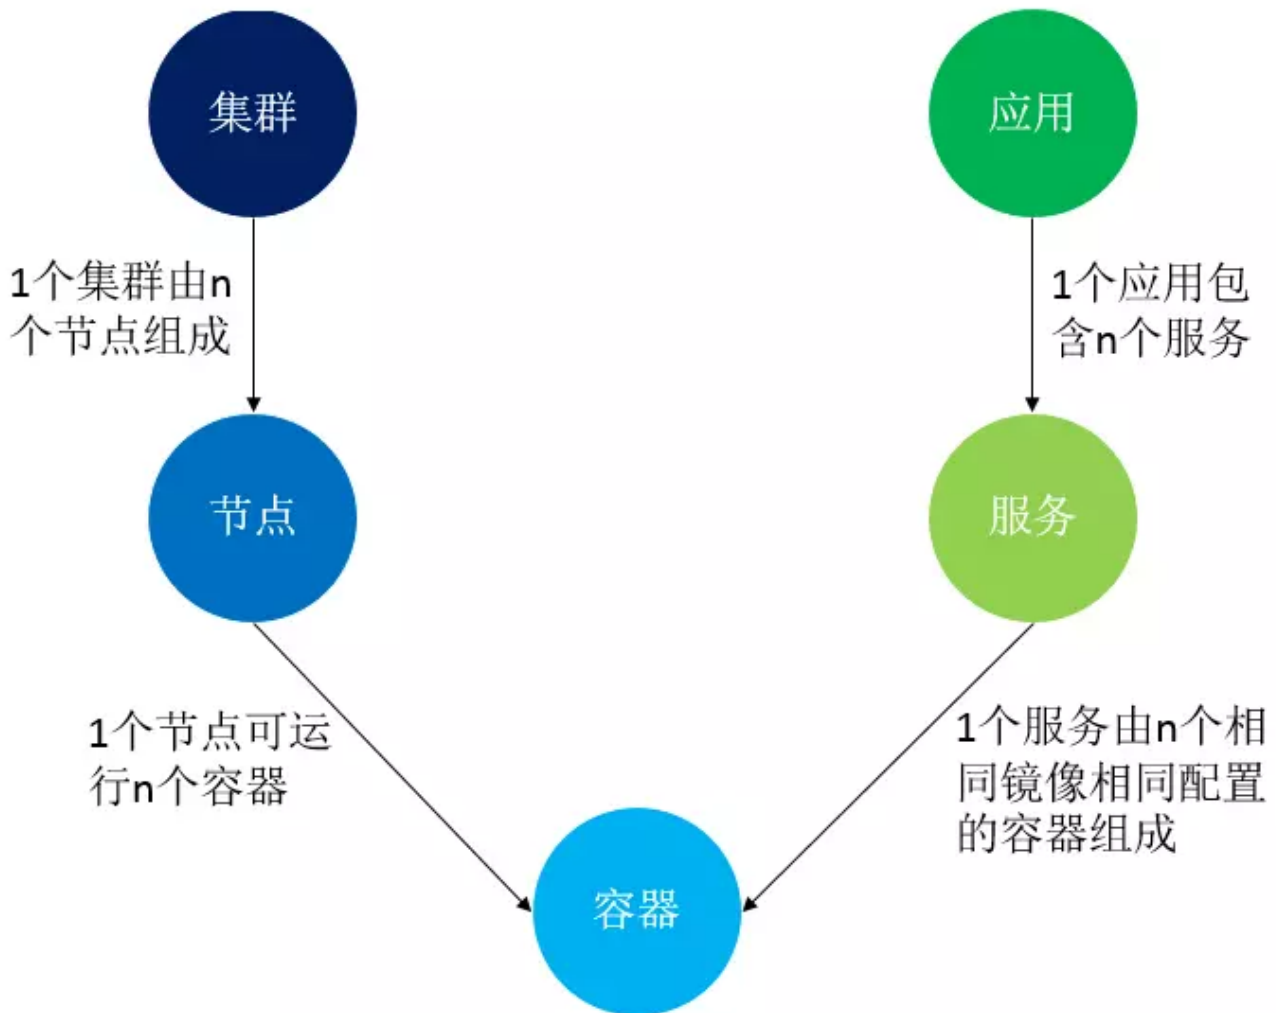 集群
应用
1个集群由n
个节点组成
1个应用包
含n个服务
节点
服务
1个节点可运
行n个容器
1个服务由n个相
同镜像相同配置
的容器组成
容器